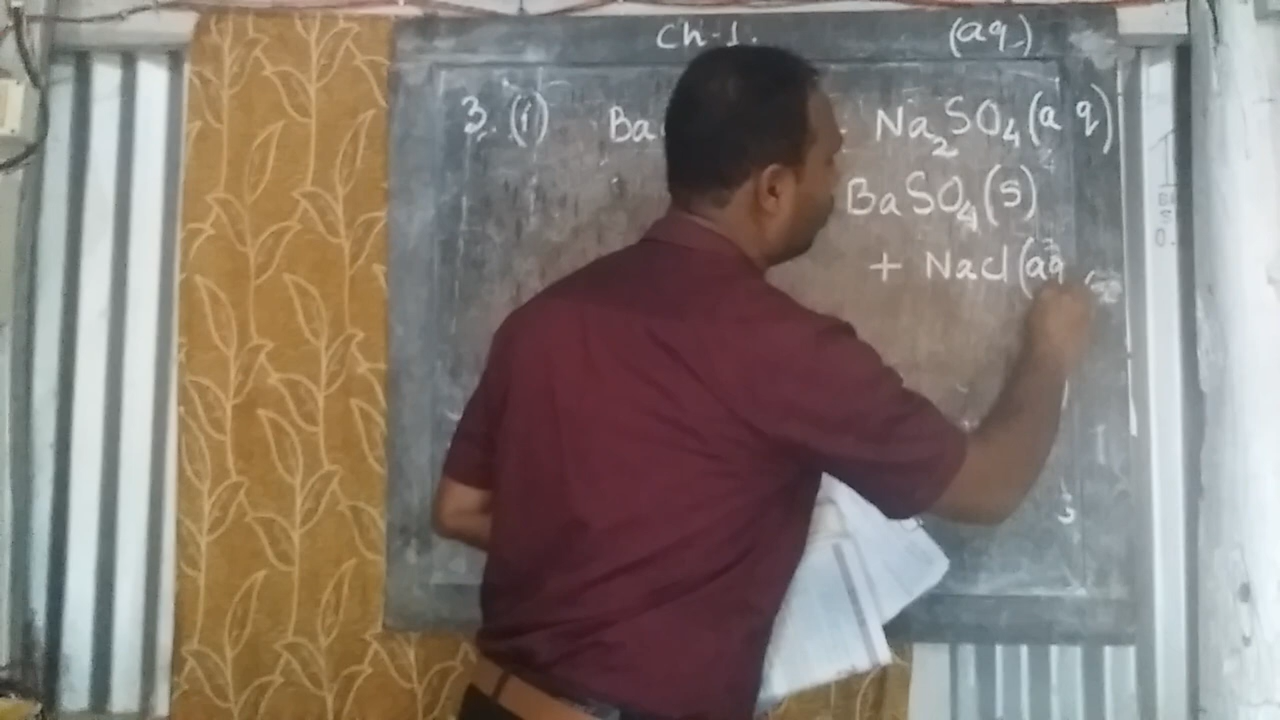 Ch-1.
(aq)
3. (i) Ba Na2SO4(aq)
BaSO4(s)
+ Nacl(aq